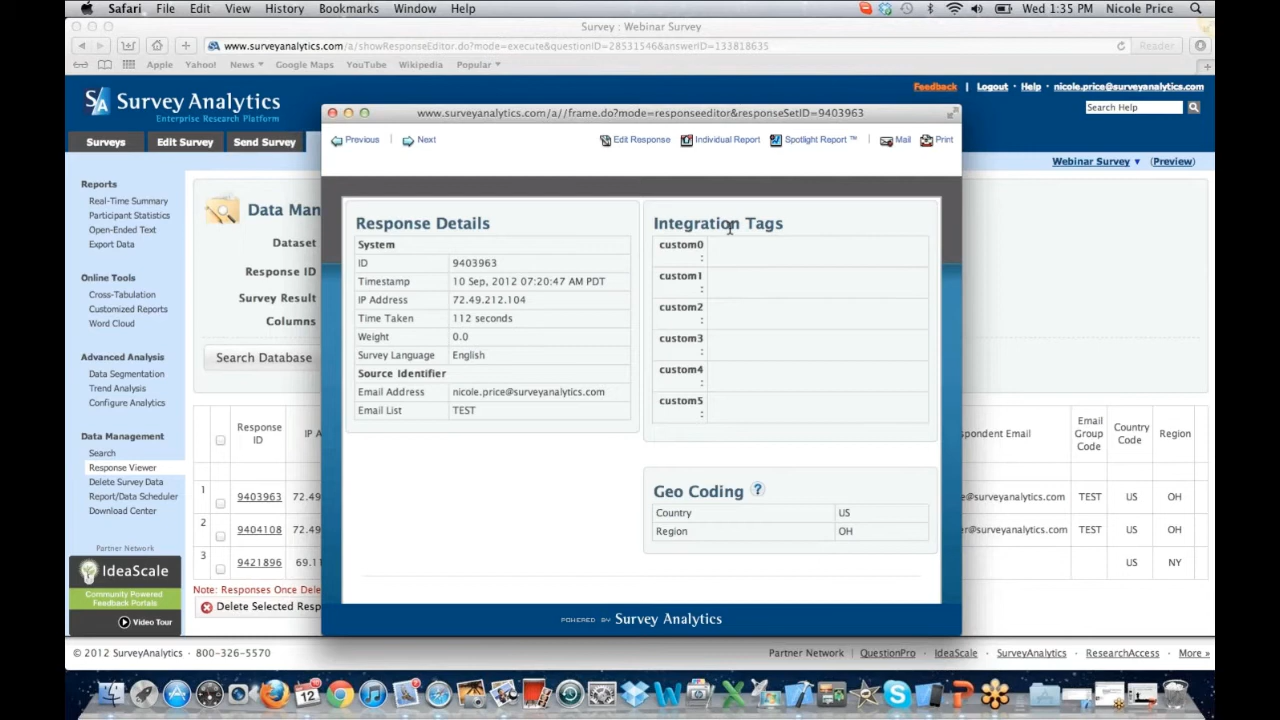 Safari File Edit View History Bookmarks Window Help Wed 1:35 PM Nicole Price
Survey : Webinar Survey
www.surveyanalytics.com/a/showResponseEditor.do?mode=execute&questionID=28531546&answerID=133818635 Reader
Apple Yahoo! News Google Maps YouTube Wikipedia Popular
SA Survey Analytics
Enterprise Research Platform
Feedback | Logout · Help · nicole.price@surveyanalytics.com
Search Help
Surveys Edit Survey Send Survey
Webinar Survey (Preview)
www.surveyanalytics.com/a//frame.do?mode=responseeditor&responseSetID=9403963
Previous Next Edit Response Individual Report Spotlight Report ™ Mail Print
Reports
Real-Time Summary
Participant Statistics
Open-Ended Text
Export Data
Online Tools
Cross-Tabulation
Customized Reports
Word Cloud
Advanced Analysis
Data Segmentation
Trend Analysis
Configure Analytics
Data Management
Search
Response Viewer
Delete Survey Data
Report/Data Scheduler
Download Center
Partner Network
IdeaScale
Community Powered
Feedback Portals
Video Tour
Data Man
Dataset
Response ID
Survey Result
Columns
Search Database
Response Details
System
ID 9403963
Timestamp 10 Sep, 2012 07:20:47 AM PDT
IP Address 72.49.212.104
Time Taken 112 seconds
Weight 0.0
Survey Language English
Source Identifier
Email Address nicole.price@surveyanalytics.com
Email List TEST
Integration Tags
custom0
:
custom1
:
custom2
:
custom3
:
custom4
:
custom5
:
Geo Coding ?
Country US
Region OH
Response ID IP A pondent Email Email Group Code Country Code Region
1 9403963 72.49 e@surveyanalytics.com TEST US OH
2 9404108 72.49 er@surveyanalytics.com TEST US OH
3 9421896 69.11 US NY
Note: Responses Once Dele
Delete Selected Resp
POWERED BY Survey Analytics
© 2012 SurveyAnalytics · 800-326-5570
Partner Network | QuestionPro · IdeaScale · SurveyAnalytics · ResearchAccess · More »
12